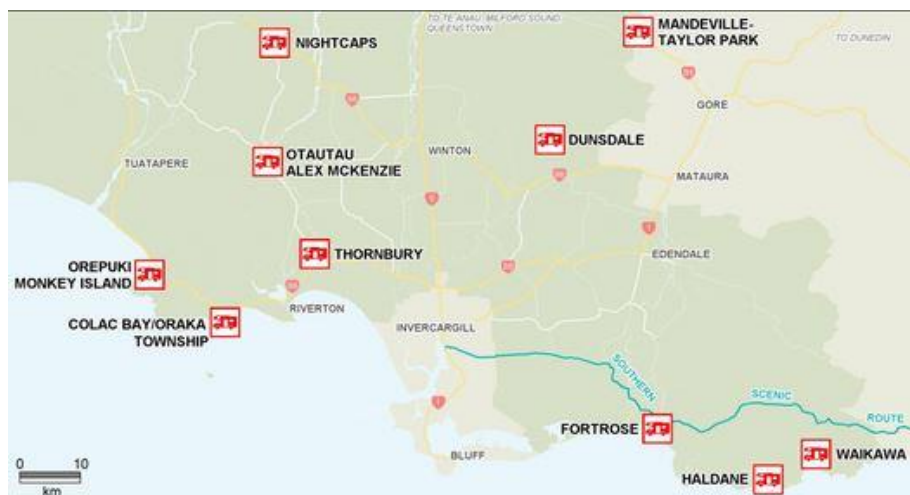 TO TE ANAU, MILFORD SOUND,
QUEENSTOWN
MANDEVILLE-
TAYLOR PARK
TO DUNEDIN
NIGHTCAPS
GORE
DUNSDALE
OTAUTAU
ALEX MCKENZIE
WINTON
TUATAPERE
MATAURA
THORNBURY
EDENDALE
OREPUKI
MONKEY ISLAND
RIVERTON
COLAC BAY/ORAKA
TOWNSHIP
INVERCARGILL
SOUTHERN
SCENIC
ROUTE
FORTROSE
BLUFF
WAIKAWA
HALDANE
0 10
km